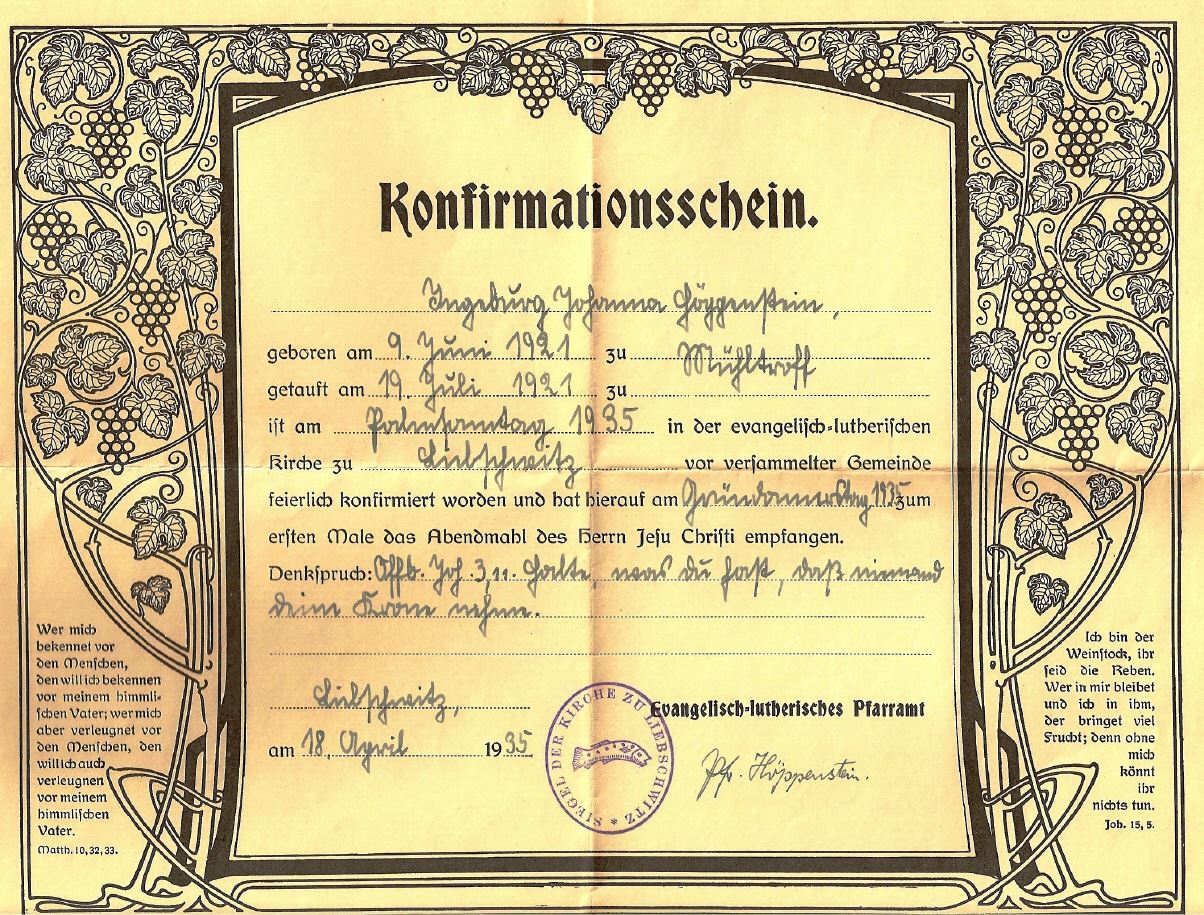 Konfirmationsschein.
Ingeburg Johanna Höppenstein,
geboren am 9. Juni 1921 zu Mühltroff
getauft am 19. Juli 1921 zu
ist am Palmsonntag 1935 in der evangelisch-lutherischen
Kirche zu Liebschwitz vor versammelter Gemeinde
feierlich konfirmiert worden und hat hierauf am Gründonnerstag 1935 zum
ersten Male das Abendmahl des Herrn Jesu Christi empfangen.
Denkspruch: Offb. Joh. 3,11. Halte, was du hast, daß niemand
deine Krone nehme.
Liebschwitz,
am 18. April 1935
SIEGEL DER KIRCHE ZU LIEBSCHWITZ *
Evangelisch-lutherisches Pfarramt
Pfr. Höppenstein.
Wer mich
bekennet vor
den Menschen,
den will ich bekennen
vor meinem himmli-
schen Vater; wer mich
aber verleugnet vor
den Menschen, den
will ich auch
verleugnen
vor meinem
himmlischen
Vater.
Matth. 10, 32, 33.
Ich bin der
Weinstock, ihr
seid die Reben.
Wer in mir bleibet
und ich in ihm,
der bringet viel
Frucht; denn ohne
mich
könnt
ihr
nichts tun.
Joh. 15, 5.